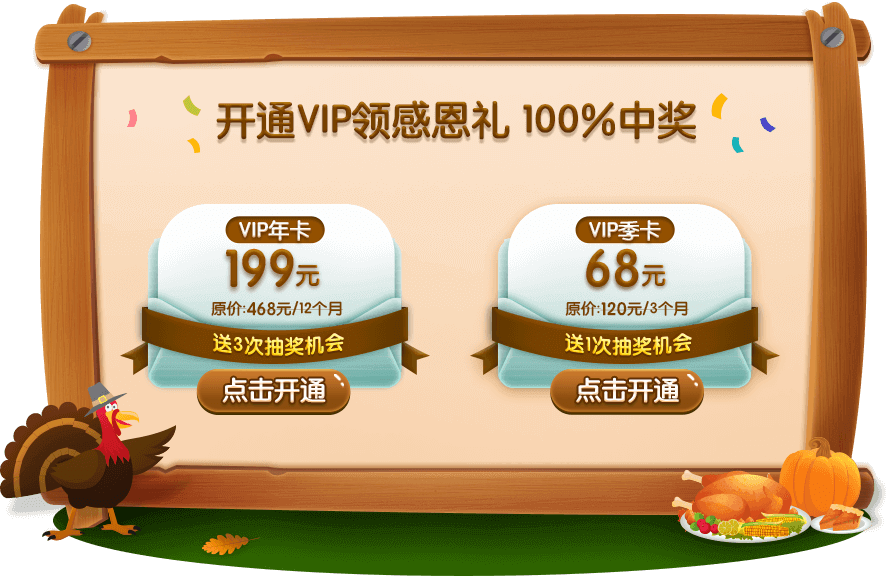 开通VIP领感恩礼 100%中奖
VIP年卡
199元
原价:468元/12个月
送3次抽奖机会
点击开通
VIP季卡
68元
原价:120元/3个月
送1次抽奖机会
点击开通